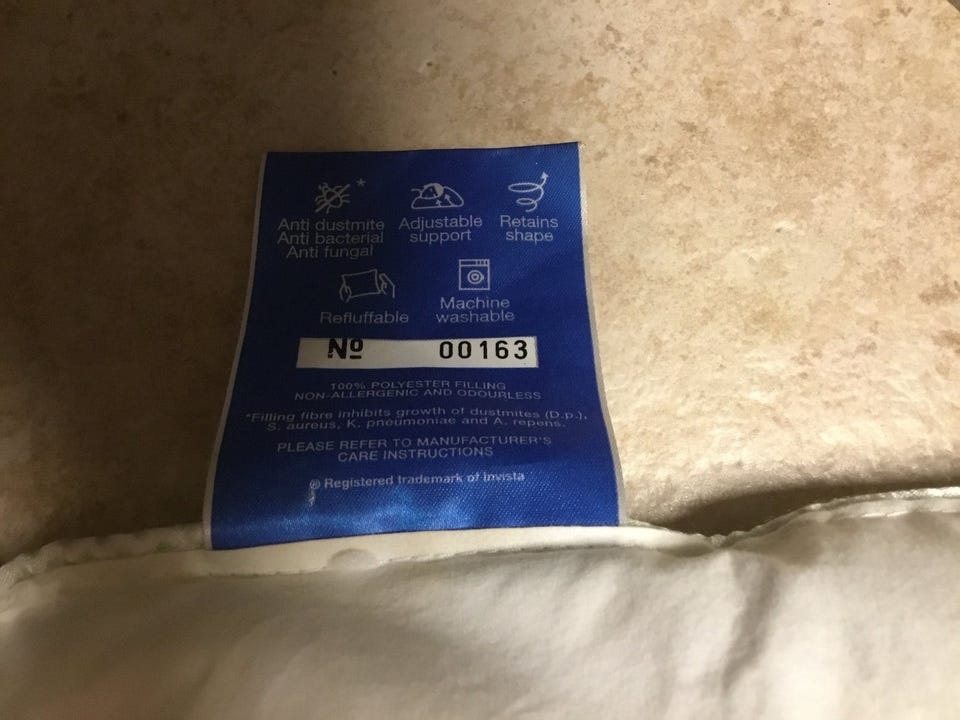 *
Anti dustmite
Anti bacterial
Anti fungal
Adjustable
support
Retains
shape
Refluffable
Machine
washable
Nº 00163
100% POLYESTER FILLING
NON-ALLERGENIC AND ODOURLESS
*Filling fibre inhibits growth of dustmites (D.p.),
S. aureus, K. pneumoniae and A. repens.
PLEASE REFER TO MANUFACTURER'S
CARE INSTRUCTIONS
® Registered trademark of Invista